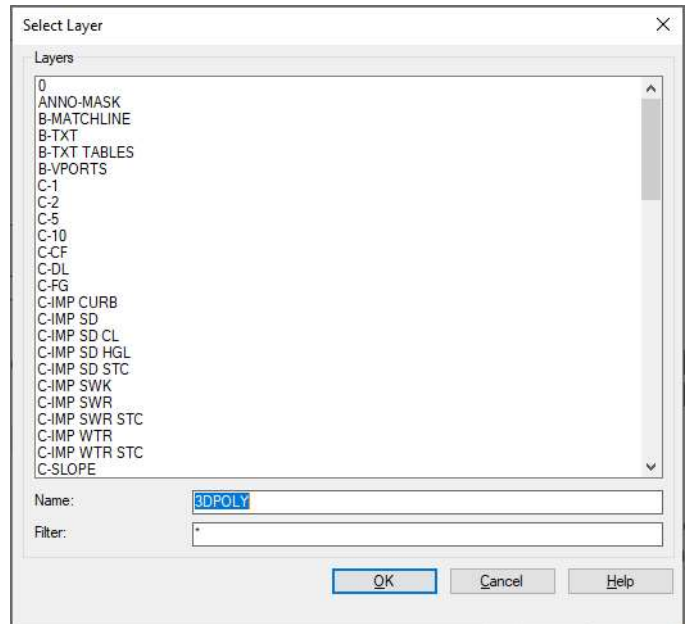 Select Layer
Layers
0
ANNO-MASK
B-MATCHLINE
B-TXT
B-TXT TABLES
B-VPORTS
C-1
C-2
C-5
C-10
C-CF
C-DL
C-FG
C-IMP CURB
C-IMP SD
C-IMP SD CL
C-IMP SD HGL
C-IMP SD STC
C-IMP SWK
C-IMP SWR
C-IMP SWR STC
C-IMP WTR
C-IMP WTR STC
C-SLOPE
Name: 3DPOLY
Filter: *
OK Cancel Help